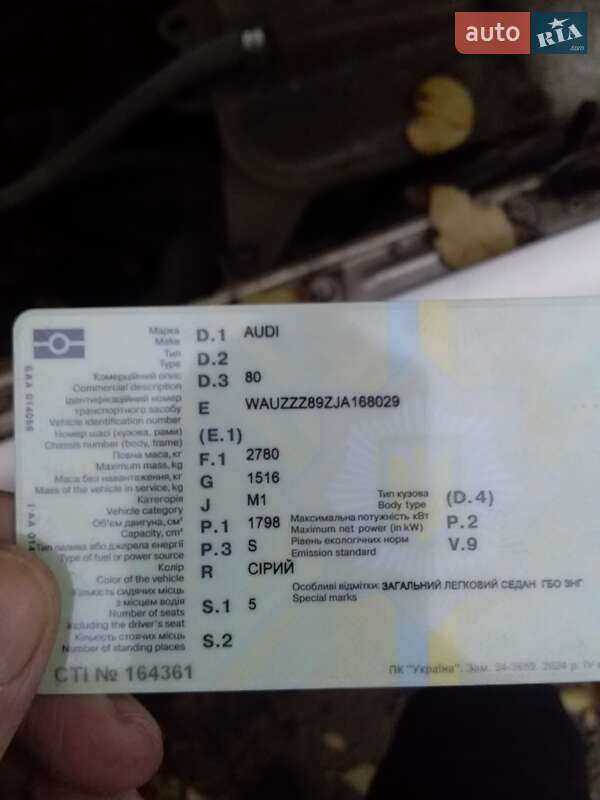 auto RIA .com
Марка
Make D.1 AUDI
Тип
Type D.2
Комерційний опис
Commercial description D.3 80
Ідентифікаційний номер
транспортного засобу
Vehicle identification number E WAUZZZ89ZJA168029
Номер шасі (кузова, рами)
Chassis number (body, frame) (E.1)
Повна маса, кг
Maximum mass, kg F.1 2780
Маса без навантаження, кг
Mass of the vehicle in service, kg G 1516
Категорія
Vehicle category J M1
Тип кузова
Body type (D.4)
Об'єм двигуна, см³
Capacity, cm³ P.1 1798
Максимальна потужність кВт
Maximum net power (in kW) P.2
Тип палива або джерела енергії
Type of fuel or power source P.3 S
Рівень екологічних норм
Emission standard V.9
Колір
Color of the vehicle R СІРИЙ
Особливі відмітки: ЗАГАЛЬНИЙ ЛЕГКОВИЙ СЕДАН ГБО ЗНГ
Special marks
Кількість сидячих місць
з місцем водія
Number of seats
including the driver's seat S.1 5
Кількість стоячих місць
Number of standing places S.2
СТІ № 164361
ПК "Україна". Зам. 2024 р. IV